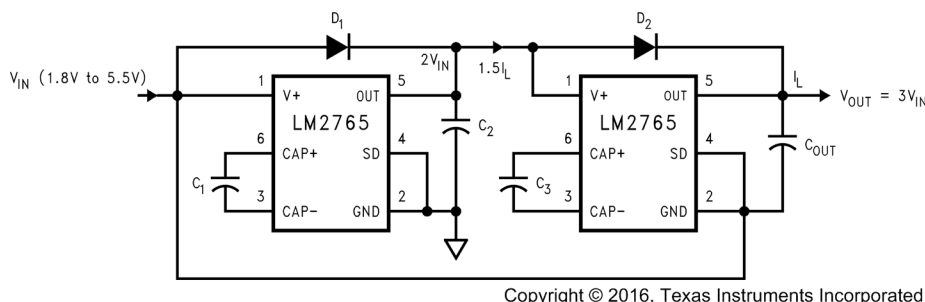 D1
D2
VIN (1.8V to 5.5V)
2VIN
1.5IL
IL
VOUT = 3VIN
1
V+
OUT
5
LM2765
6
CAP+
SD
4
C1
3
CAP-
GND
2
C2
1
V+
OUT
5
LM2765
6
CAP+
SD
4
C3
3
CAP-
GND
2
COUT
Copyright © 2016, Texas Instruments Incorporated